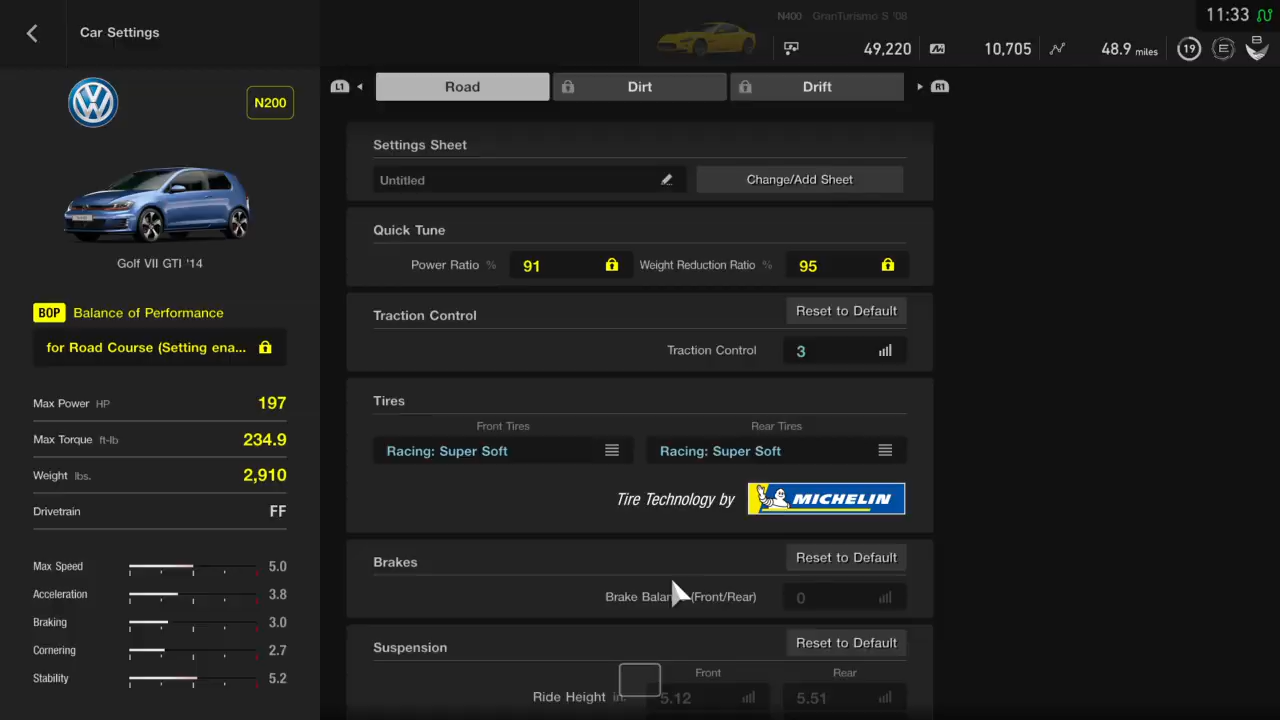 Car Settings
N400 GranTurismo S '08
11:33
49,220 10,705 48.9 miles 19 E B
L1 Road Dirt Drift R1
N200
Golf VII GTI '14
BOP Balance of Performance
for Road Course (Setting ena...
Max Power HP 197
Max Torque ft-lb 234.9
Weight lbs. 2,910
Drivetrain FF
Max Speed 5.0
Acceleration 3.8
Braking 3.0
Cornering 2.7
Stability 5.2
Settings Sheet
Untitled Change/Add Sheet
Quick Tune
Power Ratio % 91 Weight Reduction Ratio % 95
Traction Control Reset to Default
Traction Control 3
Tires
Front Tires Rear Tires
Racing: Super Soft Racing: Super Soft
Tire Technology by MICHELIN
Brakes Reset to Default
Brake Balan (Front/Rear) 0
Suspension Reset to Default
Front Rear
Ride Height in. 5.12 5.51